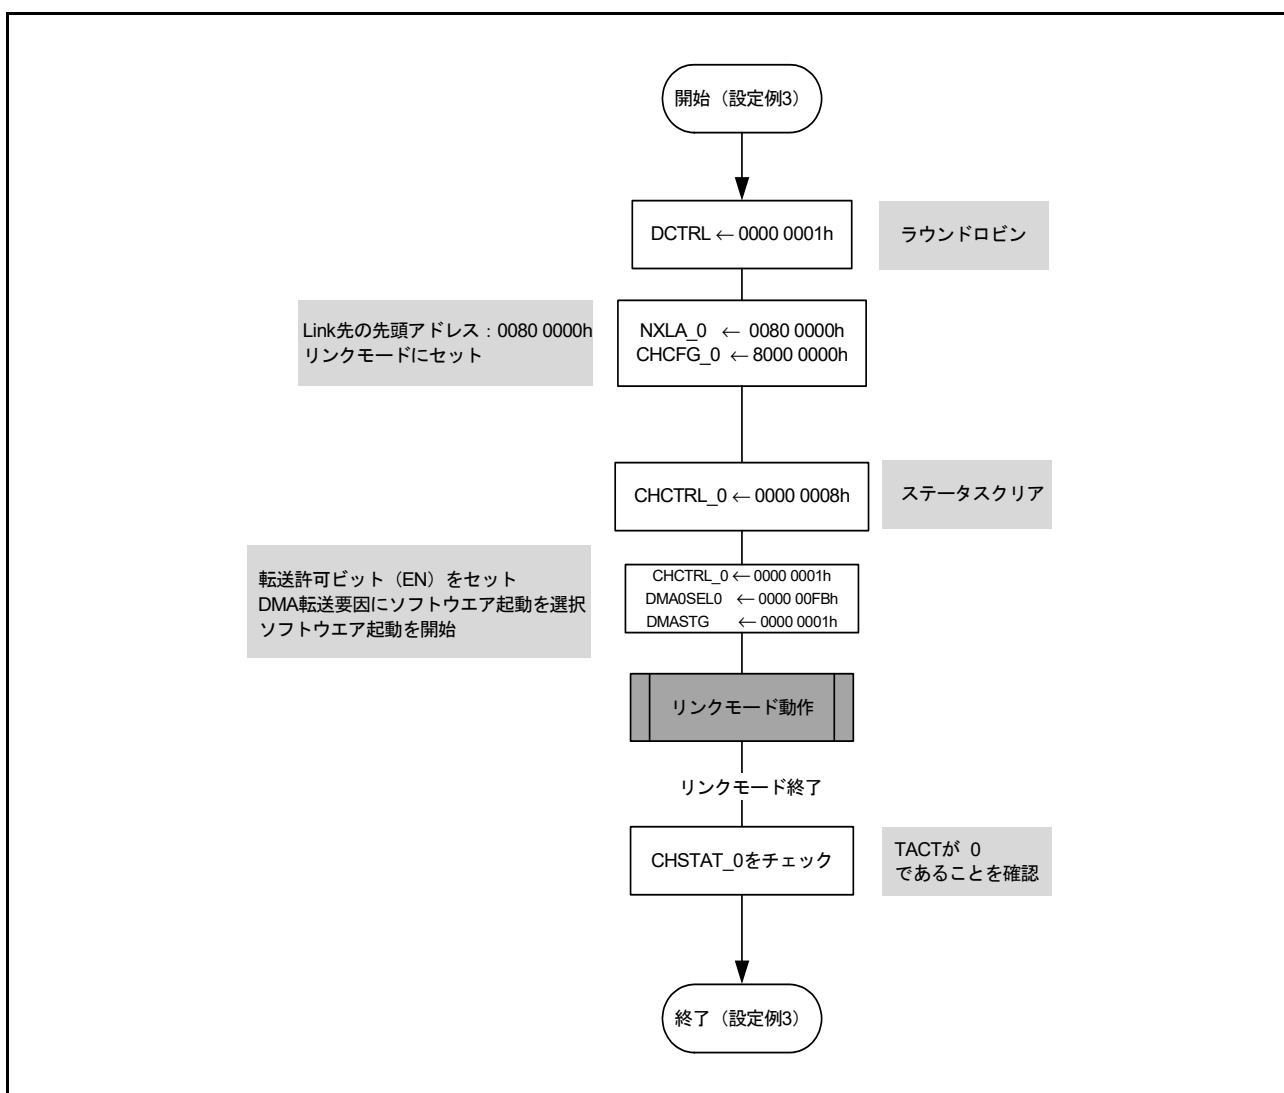 開始（設定例3）
DCTRL ← 0000 0001h
ラウンドロビン
Link先の先頭アドレス：0080 0000h
リンクモードにセット
NXLA_0 ← 0080 0000h
CHCFG_0 ← 8000 0000h
CHCTRL_0 ← 0000 0008h
ステータスクリア
転送許可ビット（EN）をセット
DMA転送要因にソフトウエア起動を選択
ソフトウエア起動を開始
CHCTRL_0 ← 0000 0001h
DMA0SEL0 ← 0000 00FBh
DMASTG ← 0000 0001h
リンクモード動作
リンクモード終了
CHSTAT_0をチェック
TACTが 0
であることを確認
終了（設定例3）